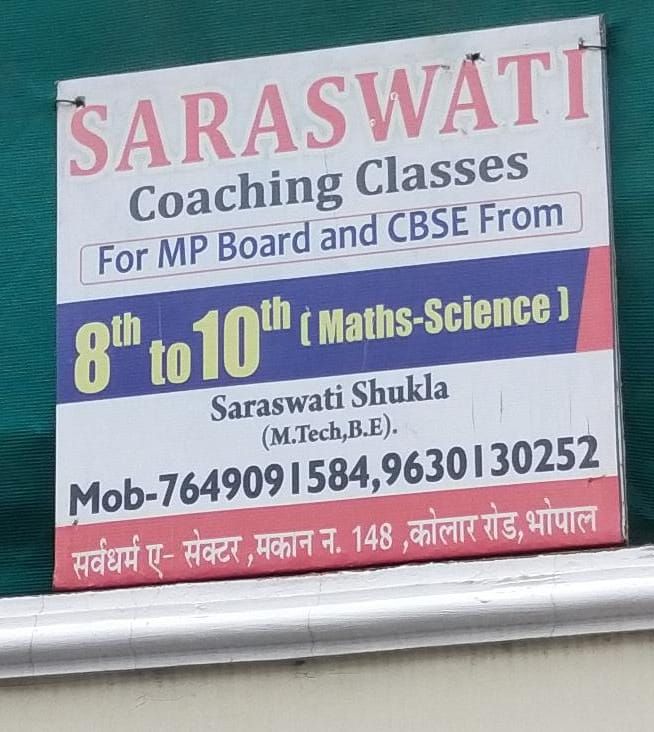 SARASWATI
Coaching Classes
For MP Board and CBSE From
8th to 10th ( Maths-Science )
Saraswati Shukla
(M.Tech,B.E).
Mob-7649091584,9630130252
सर्वधर्म ए- सेक्टर ,मकान न. 148 ,कोलार रोड, भोपाल